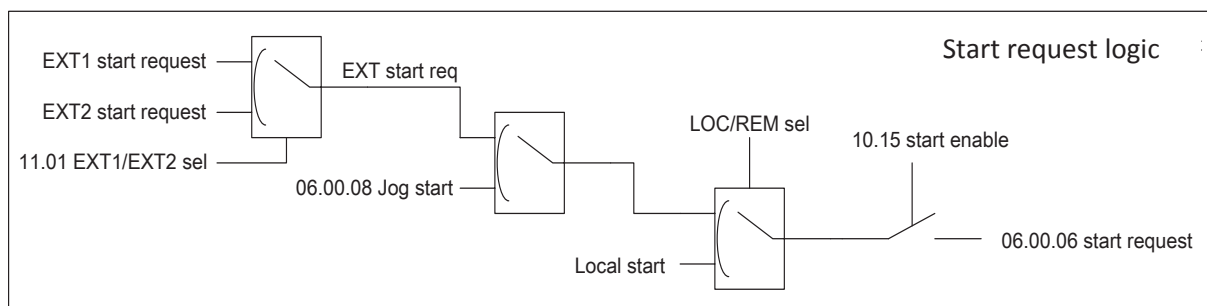 Start request logic
EXT1 start request
EXT start req
EXT2 start request
LOC/REM sel
10.15 start enable
11.01 EXT1/EXT2 sel
06.00.08 Jog start
06.00.06 start request
Local start